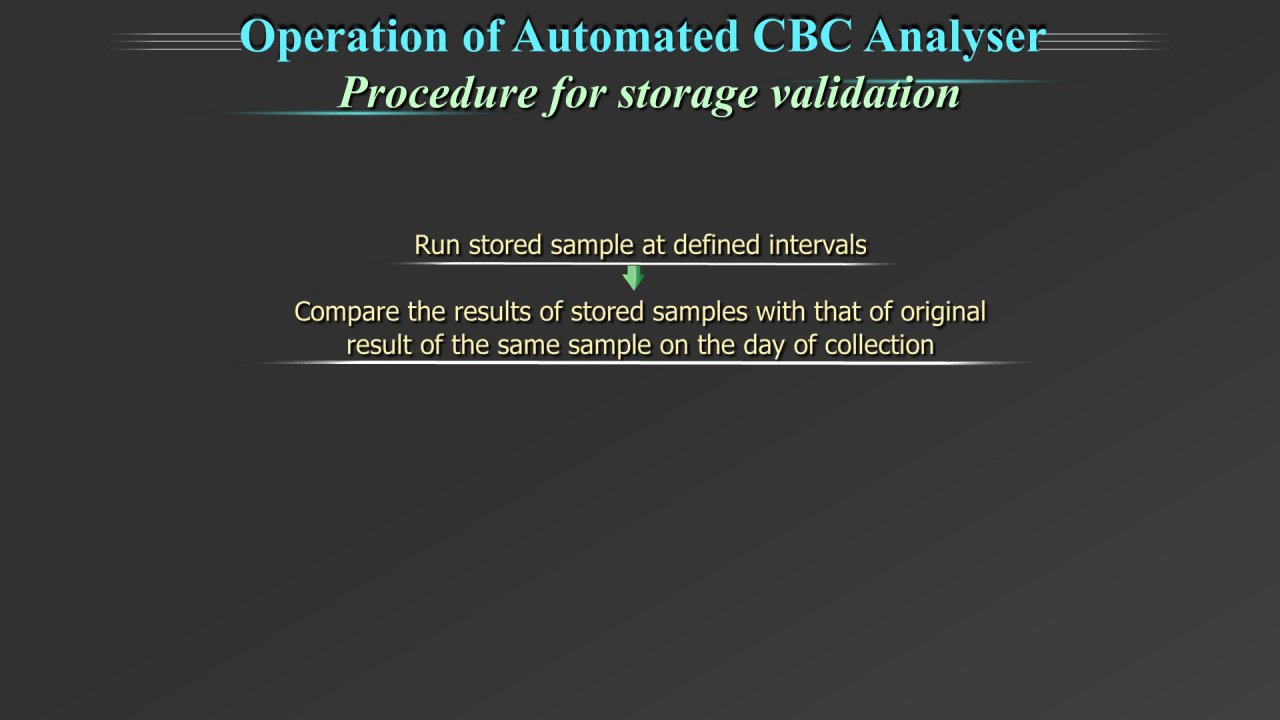 Operation of Automated CBC Analyser
Procedure for storage validation
Run stored sample at defined intervals
Compare the results of stored samples with that of original
result of the same sample on the day of collection